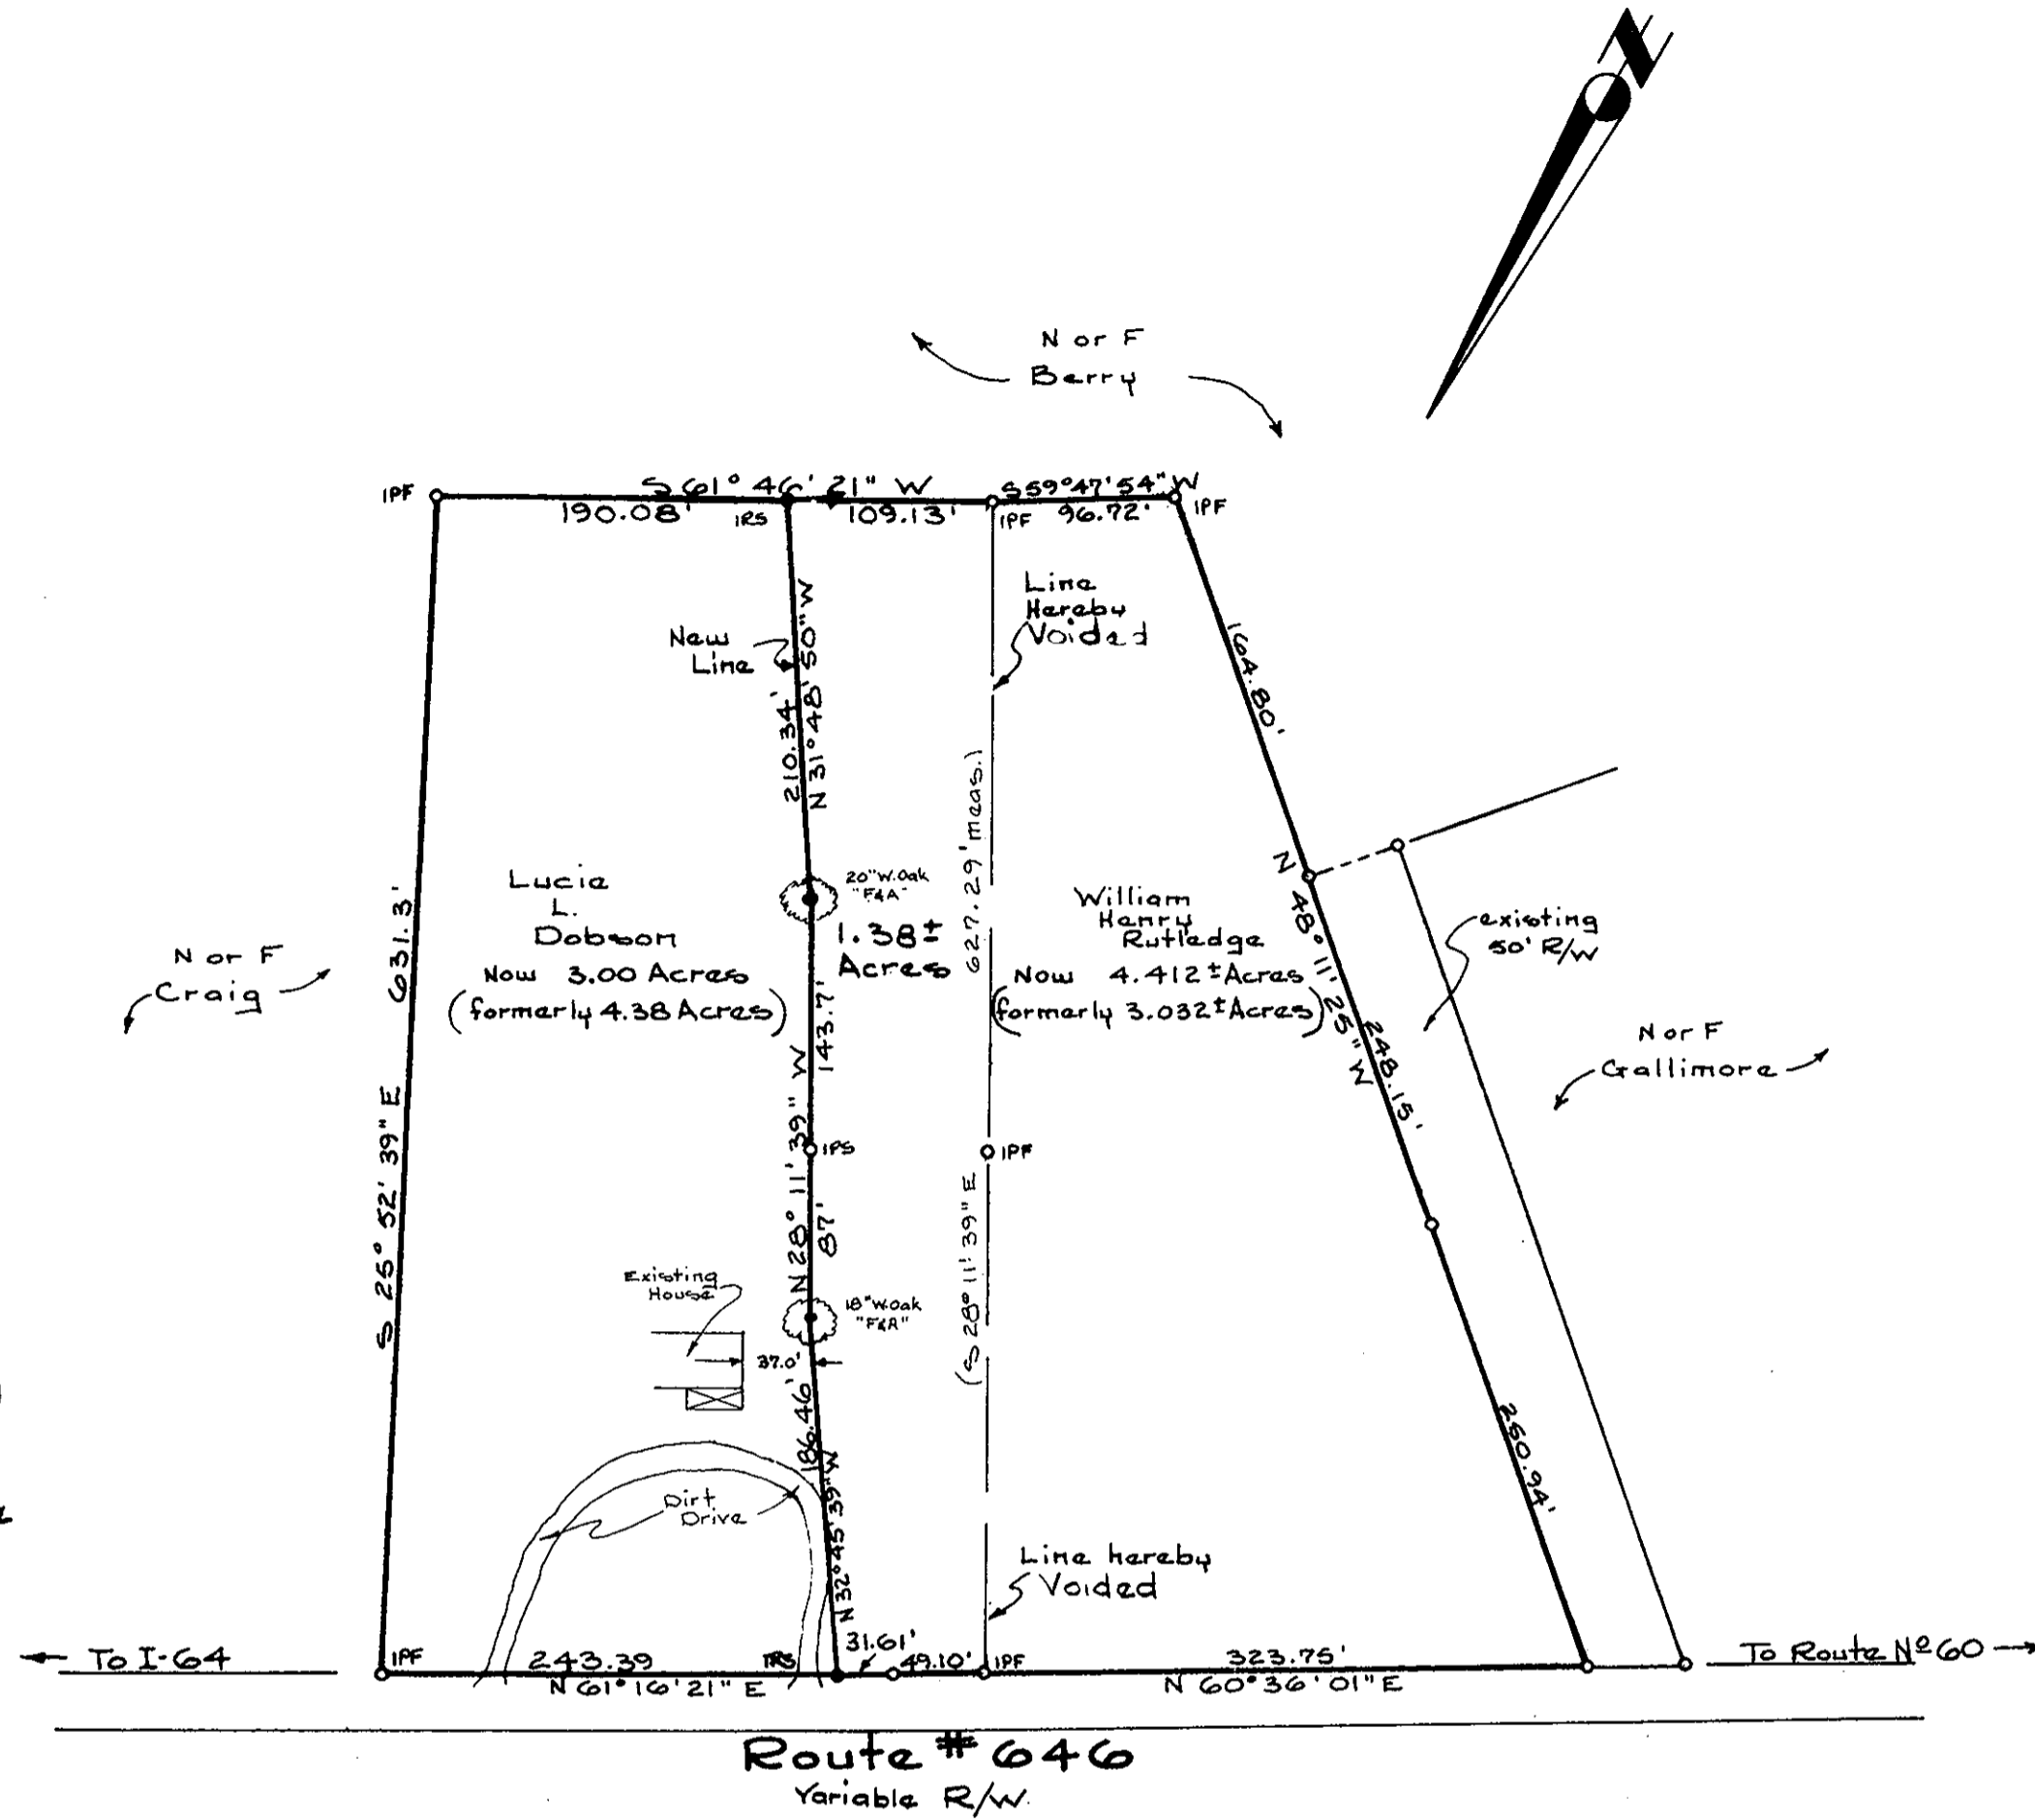 N
N or F
Berry
IPF
S 61° 46' 21" W
190.08'
IRS
109.13'
S 59° 47' 54" W
IPF
96.72'
IPF
New
Line
210.34'
N 31° 48' 50" W
Line
Hereby
Voided
164.80'
627.29' meas.)
(S 28° 11' 39" E
Lucie
L.
Dobson
Now 3.00 Acres
(formerly 4.38 Acres)
20" W.Oak
"F&A"
1.38±
Acres
William
Henry
Rutledge
Now 4.412± Acres
(formerly 3.032± Acres)
N 48° 11' 25" W
248.15'
existing
50' R/W
N or F
Craig
N or F
Gallimore
631.3'
S 25° 52' 39" E
143.7'
N 28° 11' 39" W
87'
IPS
IPF
Existing
House
18" W.Oak
"F&R"
37.0'
186.46'
N 32° 45' 39" W
250.94'
Dirt
Drive
Line hereby
Voided
To I-64
IPF
243.39
N 61° 16' 21" E
31.61'
49.10'
IPF
323.75'
N 60° 36' 01" E
To Route Nº 60
Route # 646
Variable R/W.